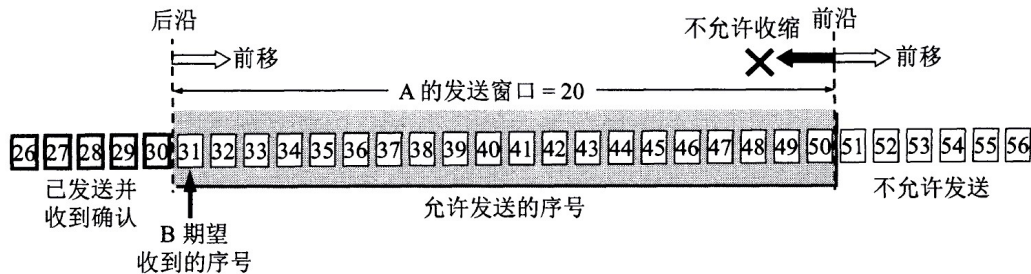 后沿
前沿
不允许收缩
前移
前移
A 的发送窗口 = 20
26 27 28 29 30 31 32 33 34 35 36 37 38 39 40 41 42 43 44 45 46 47 48 49 50 51 52 53 54 55 56
已发送并
收到确认
允许发送的序号
不允许发送
B 期望
收到的序号